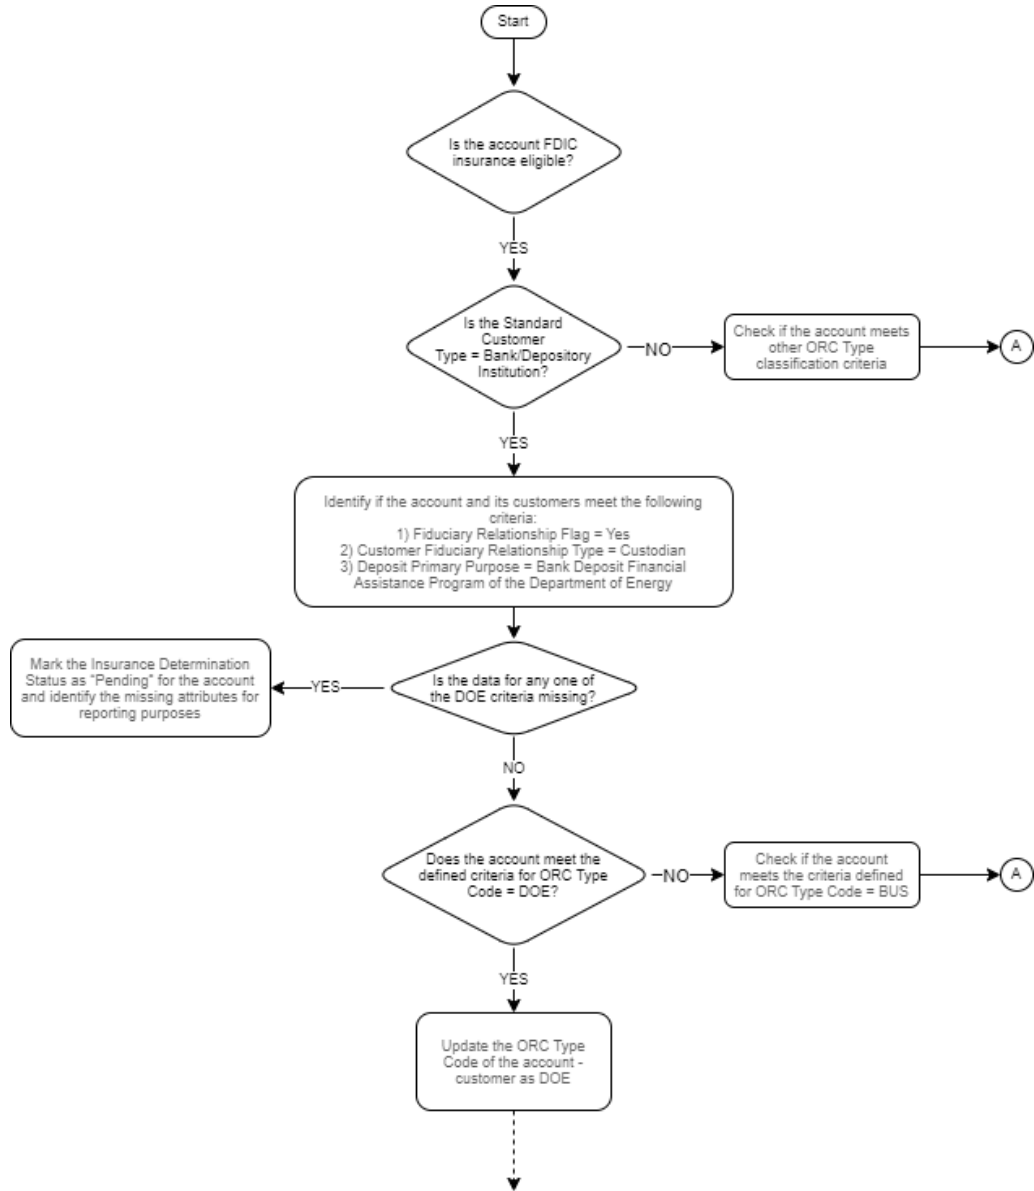 Start
Is the account FDIC
insurance eligible?
YES
Is the Standard
Customer
Type = Bank/Depository
Institution?
NO
Check if the account meets
other ORC Type
classification criteria
A
YES
Identify if the account and its customers meet the following
criteria:
1) Fiduciary Relationship Flag = Yes
2) Customer Fiduciary Relationship Type = Custodian
3) Deposit Primary Purpose = Bank Deposit Financial
Assistance Program of the Department of Energy
Mark the Insurance Determination
Status as "Pending" for the account
and identify the missing attributes for
reporting purposes
YES
Is the data for any one of
the DOE criteria missing?
NO
Does the account meet the
defined criteria for ORC Type
Code = DOE?
NO
Check if the account
meets the criteria defined
for ORC Type Code = BUS
A
YES
Update the ORC Type
Code of the account -
customer as DOE